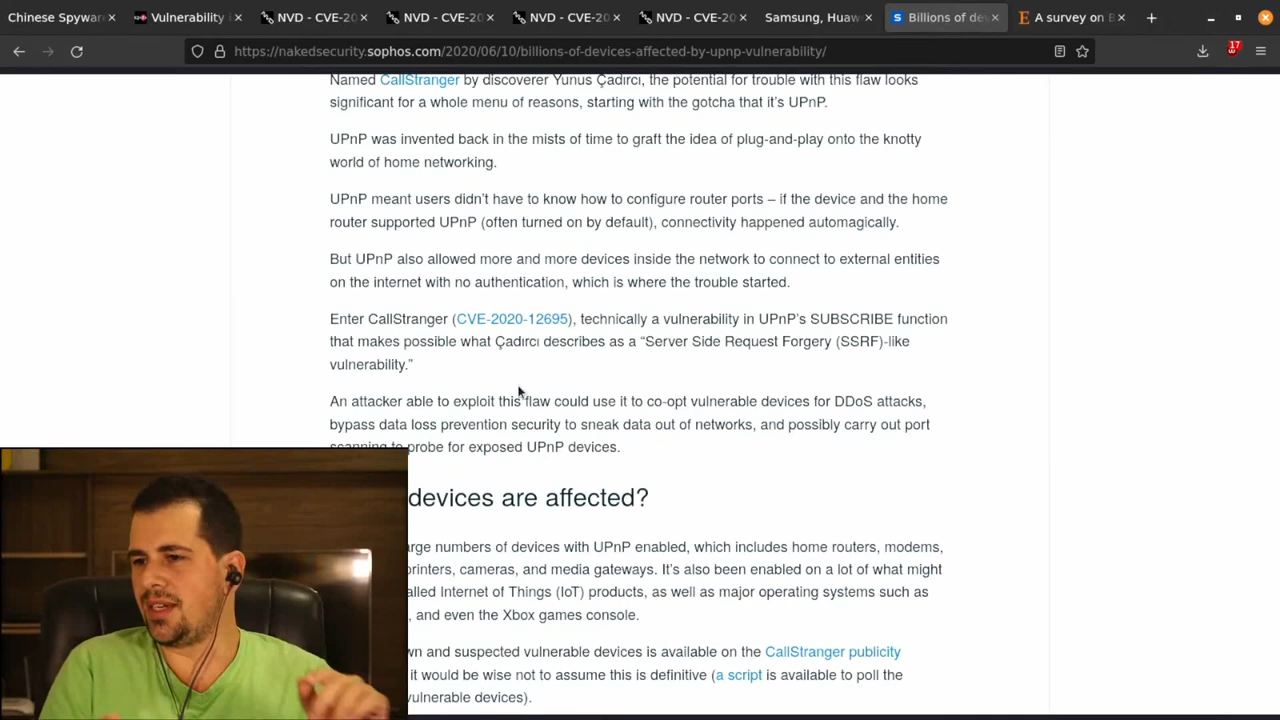 Chinese Spyware
Vulnerability
NVD - CVE-20
NVD - CVE-20
NVD - CVE-20
NVD - CVE-20
Samsung, Huaw
Billions of dev
A survey on B
https://nakedsecurity.sophos.com/2020/06/10/billions-of-devices-affected-by-upnp-vulnerability/
17
Named CallStranger by discoverer Yunus Çadırcı, the potential for trouble with this flaw looks
significant for a whole menu of reasons, starting with the gotcha that it’s UPnP.
UPnP was invented back in the mists of time to graft the idea of plug-and-play onto the knotty
world of home networking.
UPnP meant users didn’t have to know how to configure router ports – if the device and the home
router supported UPnP (often turned on by default), connectivity happened automagically.
But UPnP also allowed more and more devices inside the network to connect to external entities
on the internet with no authentication, which is where the trouble started.
Enter CallStranger (CVE-2020-12695), technically a vulnerability in UPnP’s SUBSCRIBE function
that makes possible what Çadırcı describes as a “Server Side Request Forgery (SSRF)-like
vulnerability.”
An attacker able to exploit this flaw could use it to co-opt vulnerable devices for DDoS attacks,
bypass data loss prevention security to sneak data out of networks, and possibly carry out port
scanning to probe for exposed UPnP devices.
devices are affected?
arge numbers of devices with UPnP enabled, which includes home routers, modems,
rinters, cameras, and media gateways. It’s also been enabled on a lot of what might
alled Internet of Things (IoT) products, as well as major operating systems such as
, and even the Xbox games console.
wn and suspected vulnerable devices is available on the CallStranger publicity
it would be wise not to assume this is definitive (a script is available to poll the
vulnerable devices).